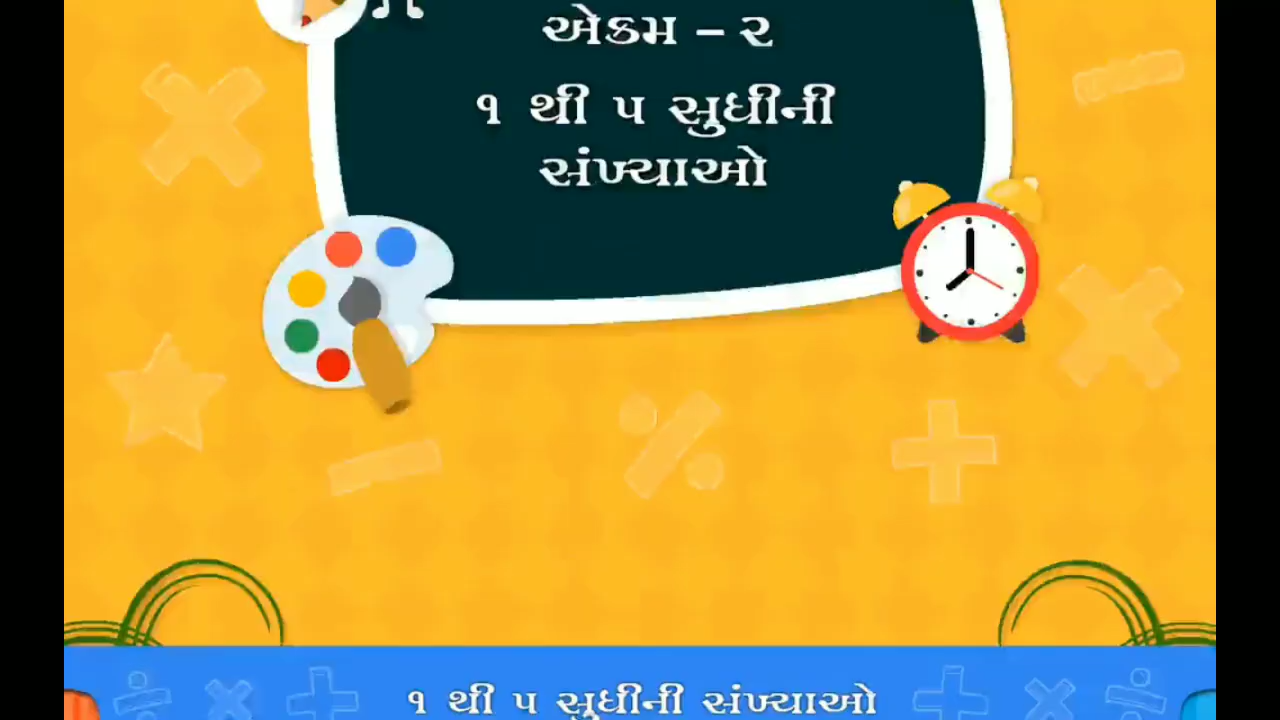 એકમ – ૨
૧ થી ૫ સુધીની
સંખ્યાઓ
૧ થી ૫ સુધીની સંખ્યાઓ